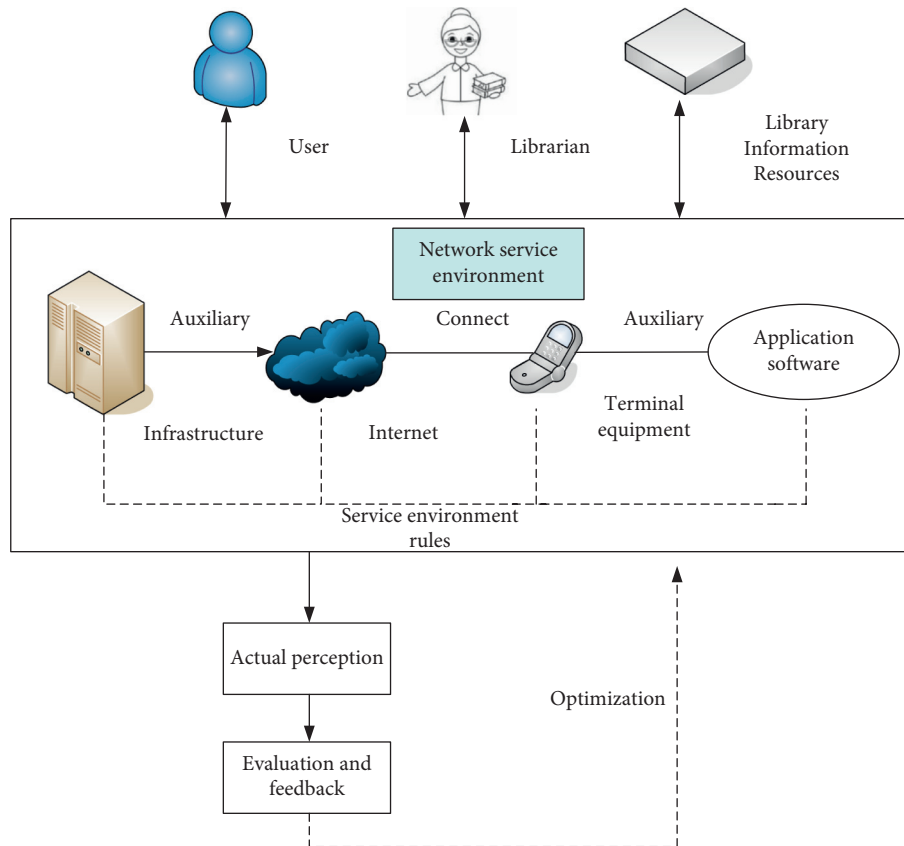 User
Librarian
Library
Information
Resources
Network service
environment
Auxiliary
Connect
Auxiliary
Application
software
Infrastructure
Internet
Terminal
equipment
Service environment
rules
Actual perception
Optimization
Evaluation and
feedback